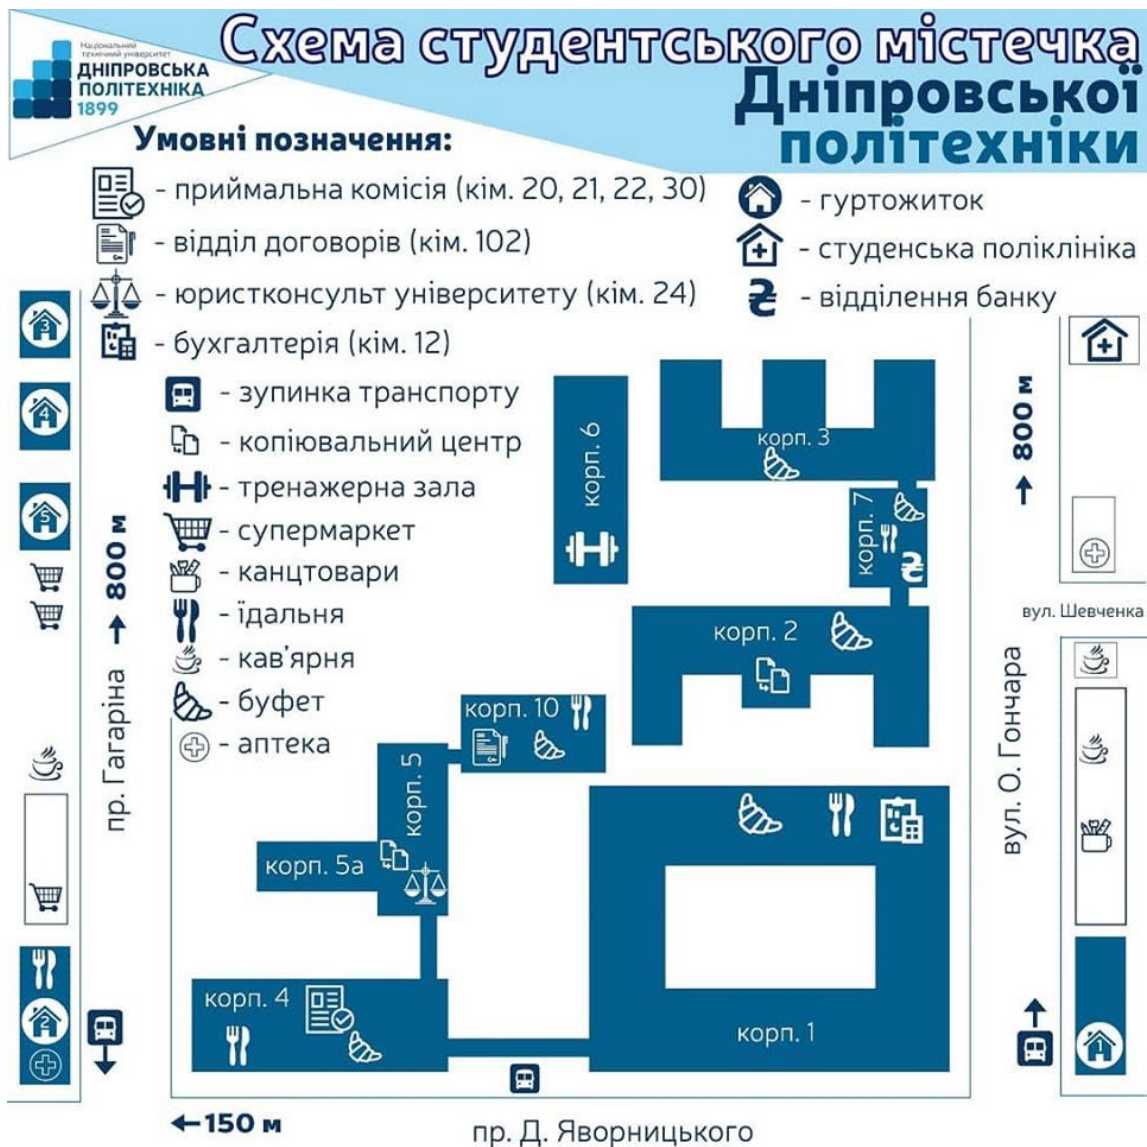 Національний
технічний університет
ДНІПРОВСЬКА
ПОЛІТЕХНІКА
1899
Схема студентського містечка
Дніпровської
політехніки
Умовні позначення:
- приймальна комісія (кім. 20, 21, 22, 30)
- відділ договорів (кім. 102)
- юристконсульт університету (кім. 24)
- бухгалтерія (кім. 12)
- зупинка транспорту
- копіювальний центр
- тренажерна зала
- супермаркет
- канцтовари
- їдальня
- кав'ярня
- буфет
- аптека
- гуртожиток
- студенська поліклініка
₴ - відділення банку
3
4
5
800 м
пр. Гагаріна
2
корп. 6
корп. 3
корп. 7
₴
корп. 2
корп. 10
корп. 5
корп. 5а
корп. 4
корп. 1
800 м
вул. Шевченка
вул. О. Гончара
1
150 м
пр. Д. Яворницького